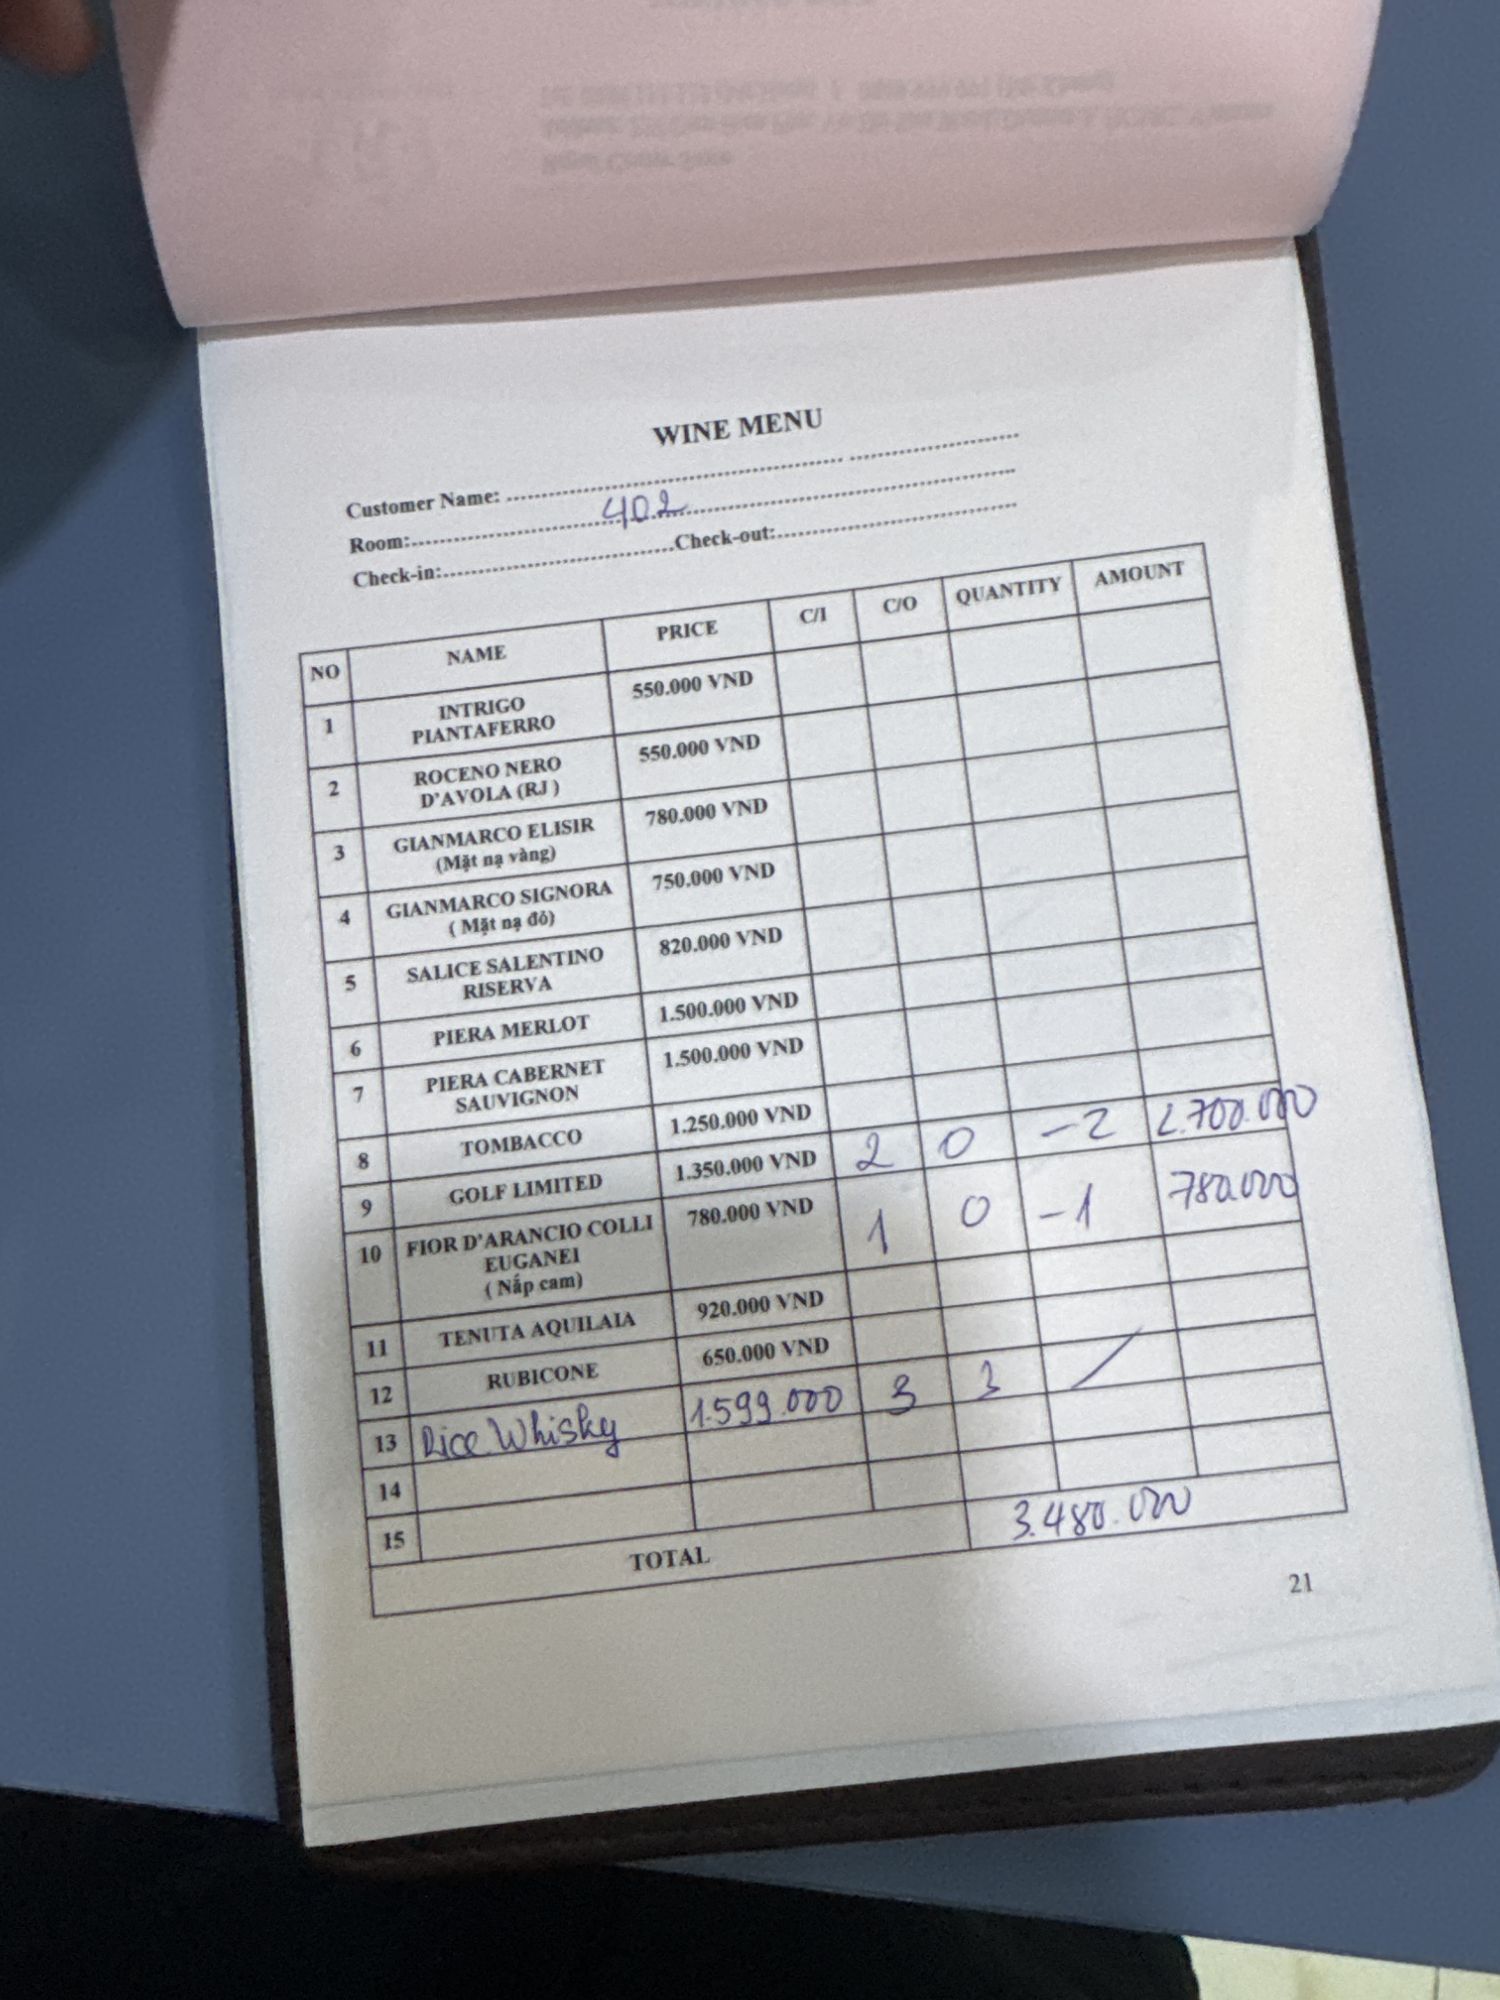 WINE MENU
Customer Name: ........................................................
Room:..............402..............
Check-in:..............................Check-out:..............................
NO NAME PRICE C/I C/O QUANTITY AMOUNT
1 INTRIGO PIANTAFERRO 550.000 VND
2 ROCENO NERO D'AVOLA (RJ ) 550.000 VND
3 GIANMARCO ELISIR (Mặt nạ vàng) 780.000 VND
4 GIANMARCO SIGNORA ( Mặt nạ đỏ) 750.000 VND
5 SALICE SALENTINO RISERVA 820.000 VND
6 PIERA MERLOT 1.500.000 VND
7 PIERA CABERNET SAUVIGNON 1.500.000 VND
8 TOMBACCO 1.250.000 VND
9 GOLF LIMITED 1.350.000 VND 2 0 -2 2.700.000
10 FIOR D'ARANCIO COLLI EUGANEI ( Nắp cam) 780.000 VND 1 0 -1 780.000
11 TENUTA AQUILAIA 920.000 VND
12 RUBICONE 650.000 VND
13 Rice Whisky 1.599.000 3 3 /
14
15
TOTAL 3.480.000
21